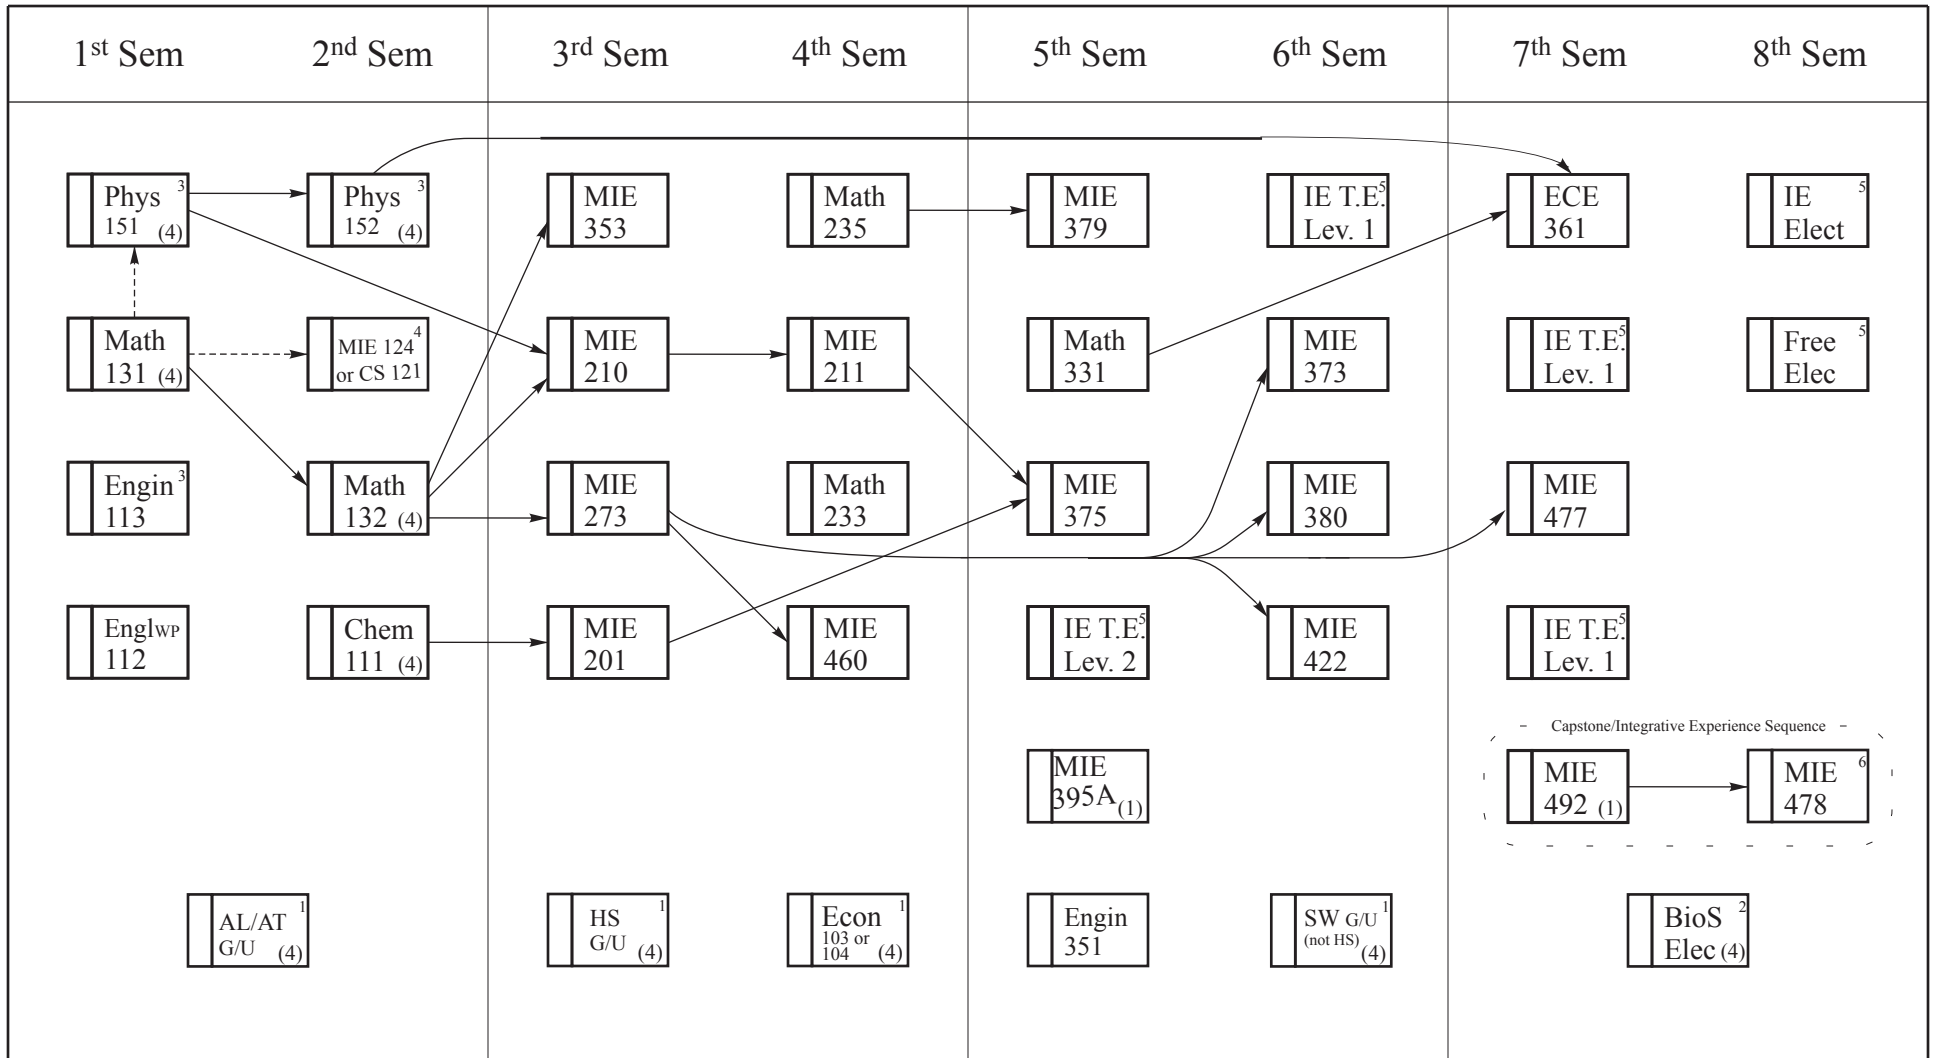 1st Sem
2nd Sem
3rd Sem
4th Sem
5th Sem
6th Sem
7th Sem
8th Sem
Phys 3
151 (4)
Phys 3
152 (4)
MIE
353
Math
235
MIE
379
IE T.E. 5
Lev. 1
ECE
361
IE 5
Elect
Math
131 (4)
MIE 124 4
or CS 121
MIE
210
MIE
211
Math
331
MIE
373
IE T.E. 5
Lev. 1
Free 5
Elec
Engin 3
113
Math
132 (4)
MIE
273
Math
233
MIE
375
MIE
380
MIE
477
Engl WP
112
Chem
111 (4)
MIE
201
MIE
460
IE T.E. 5
Lev. 2
MIE
422
IE T.E. 5
Lev. 1
Capstone/Integrative Experience Sequence
MIE
395A (1)
MIE
492 (1)
MIE 6
478
AL/AT 1
G/U (4)
HS 1
G/U (4)
Econ 1
103 or
104 (4)
Engin
351
SW G/U 1
(not HS)
(4)
BioS 2
Elec (4)